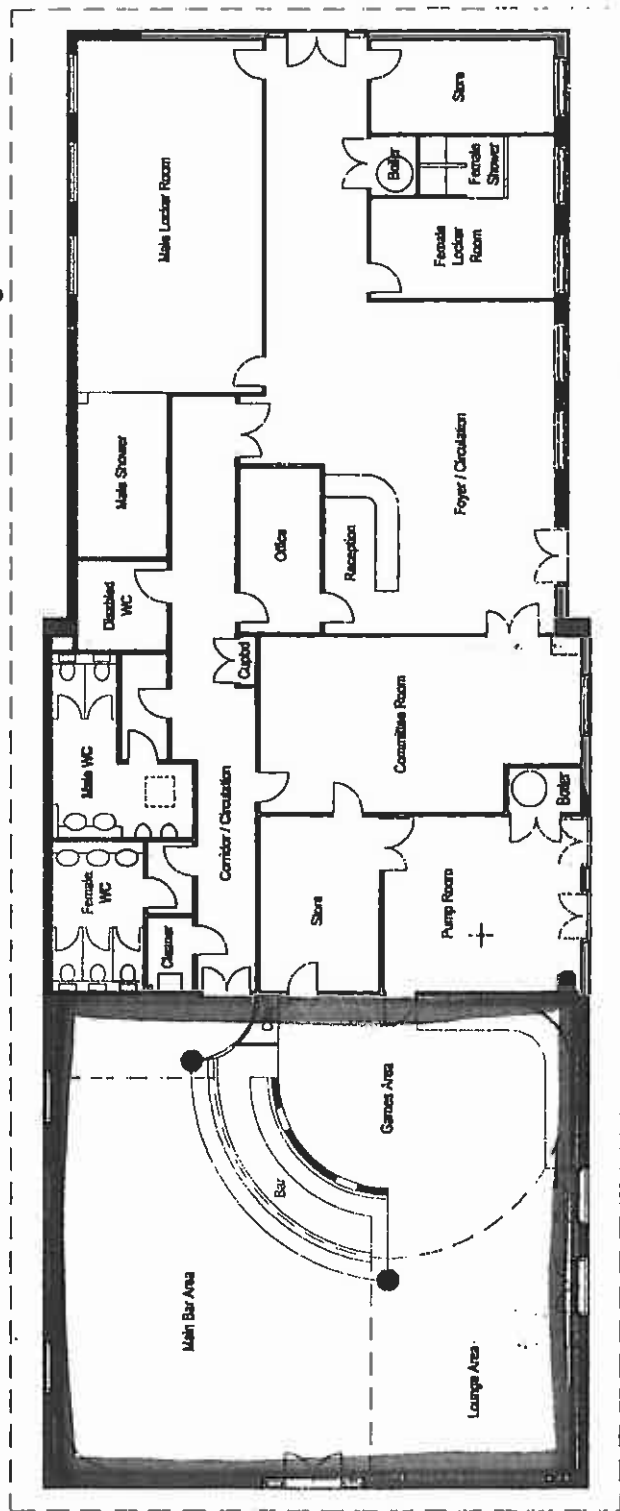 Store
Boiler
Female
Shower
Female
Locker
Room
Male Locker Room
Male Shower
Foyer / Circulation
Office
Reception
Disabled
WC
Cupbd
Male WC
Committee Room
Corridor / Circulation
Boiler
Female
WC
Store
Pump Room
Cleaner
Games Area
Bar
Main Bar Area
Lounge Area